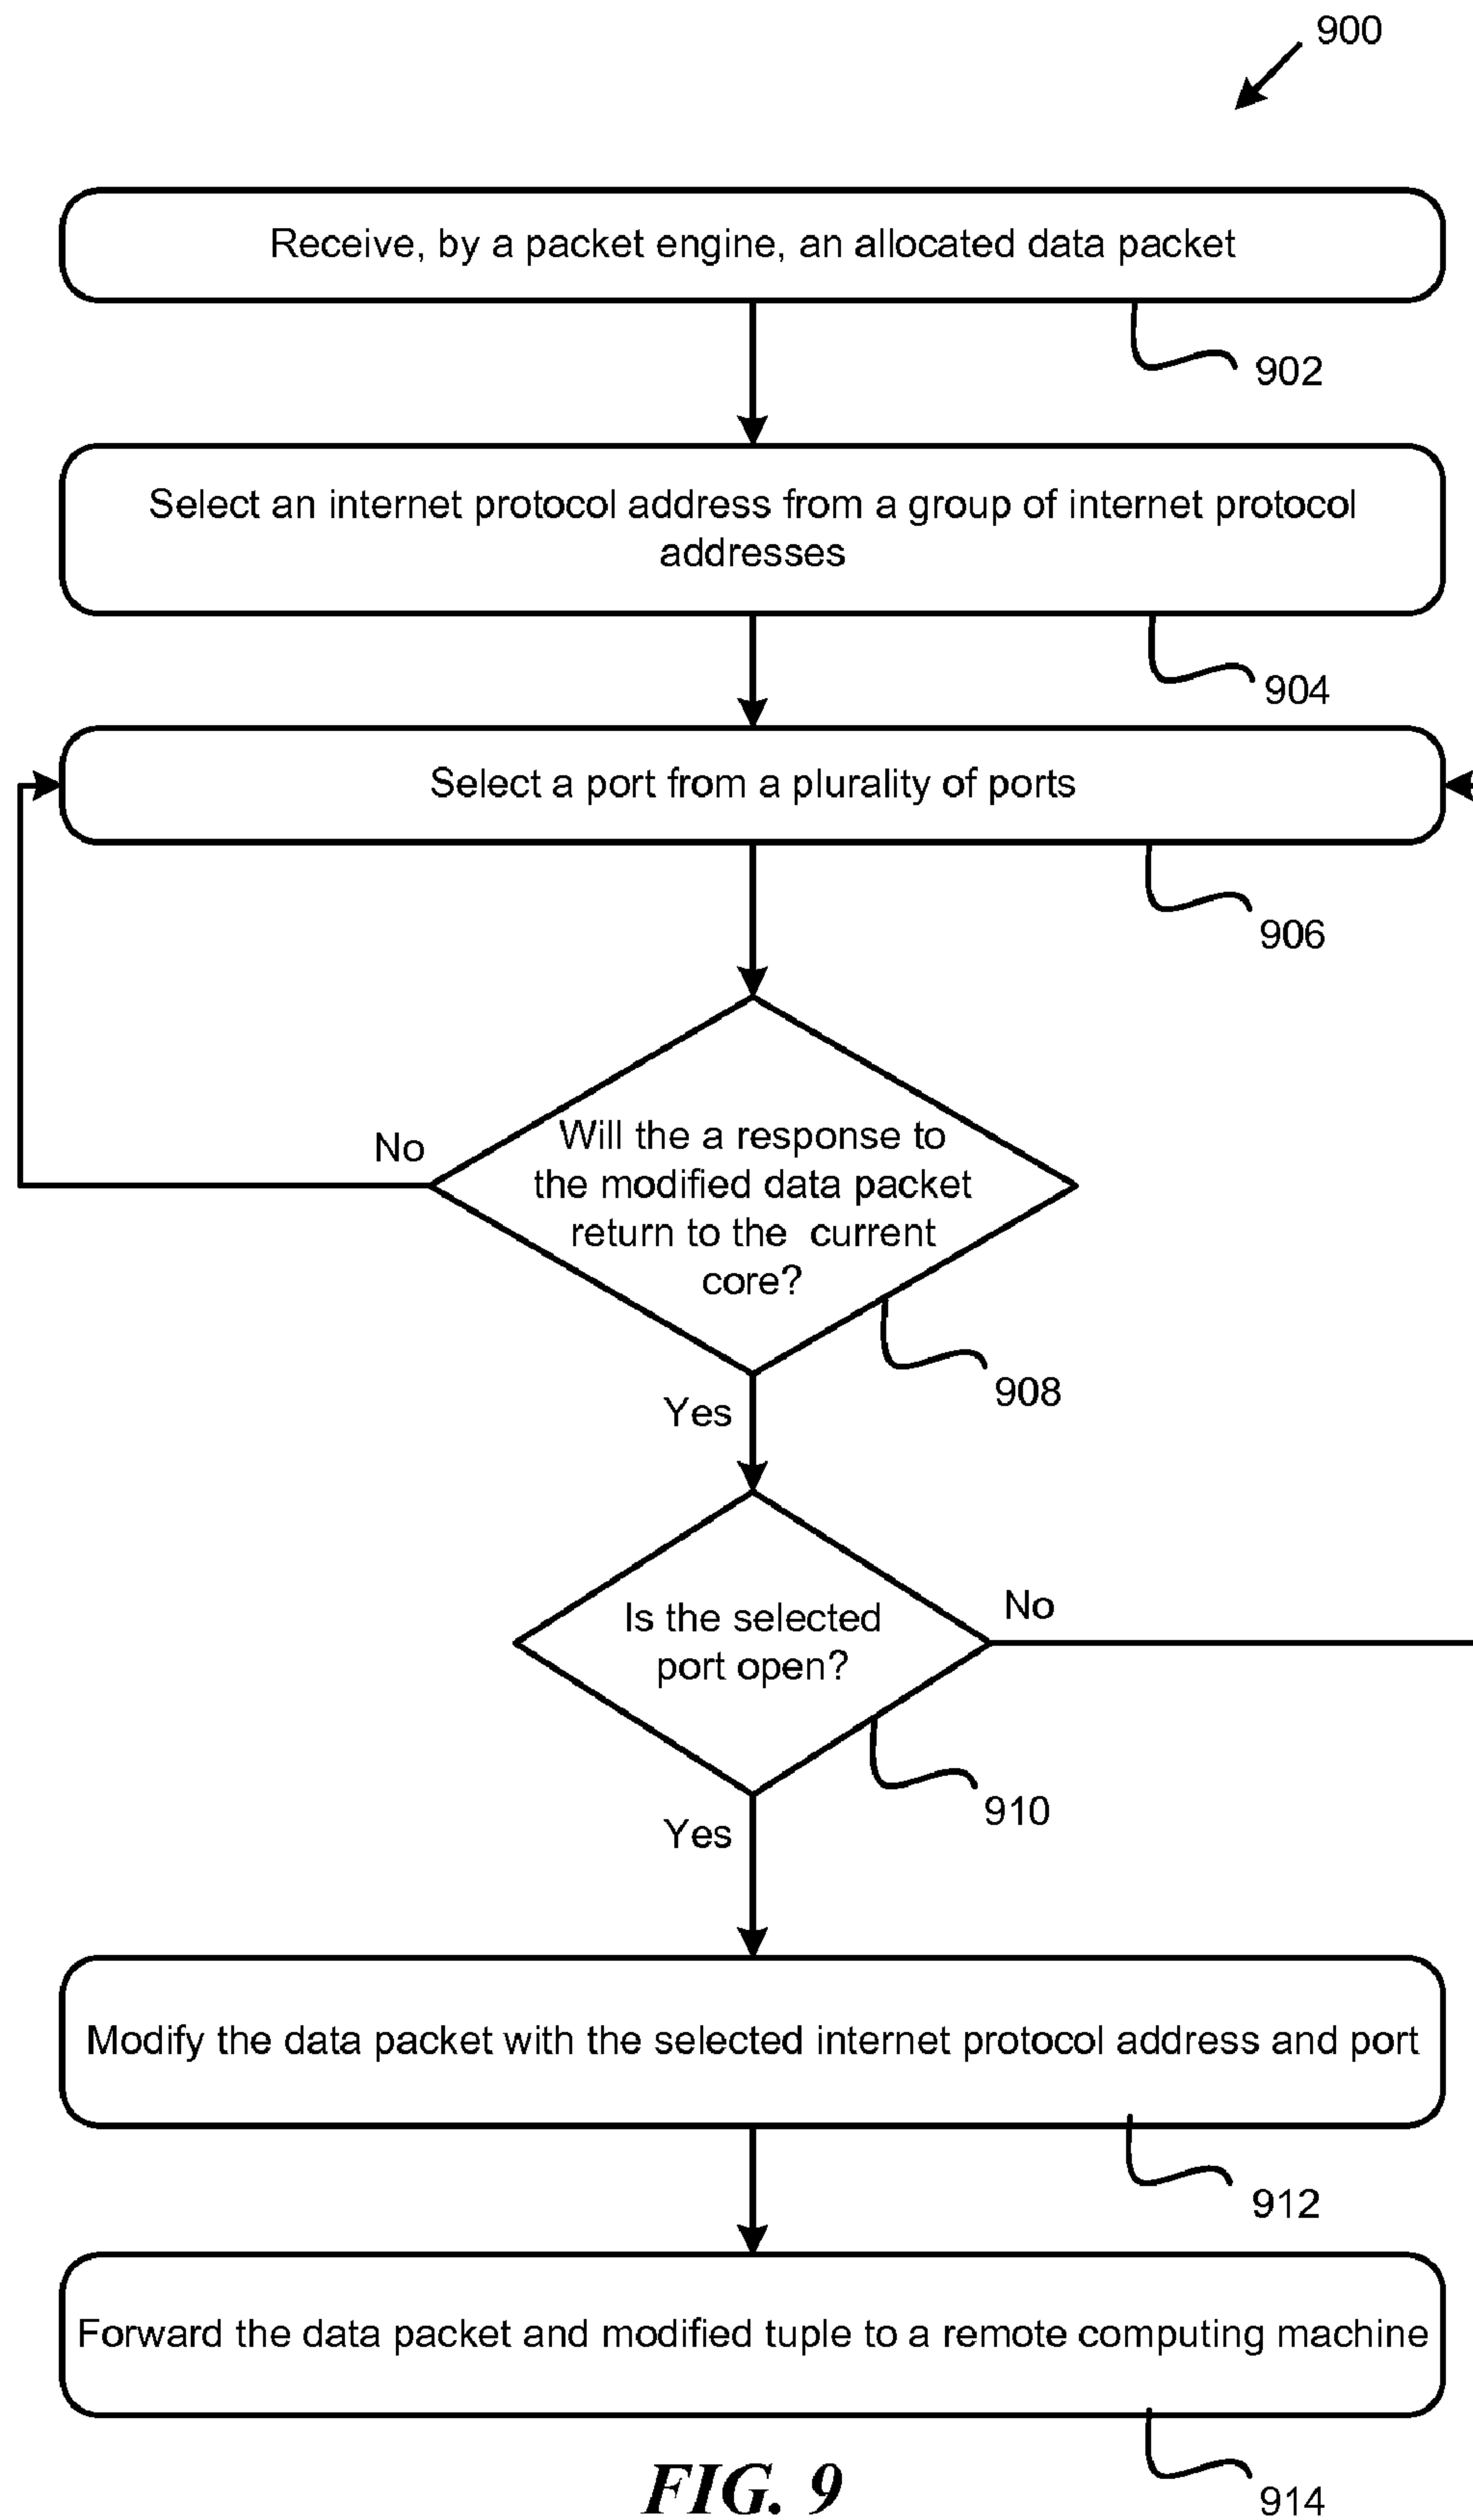 900
Receive, by a packet engine, an allocated data packet
902
Select an internet protocol address from a group of internet protocol
addresses
904
Select a port from a plurality of ports
906
No
Will the a response to
the modified data packet
return to the current
core?
908
Yes
Is the selected
port open?
No
910
Yes
Modify the data packet with the selected internet protocol address and port
912
Forward the data packet and modified tuple to a remote computing machine
914
FIG. 9